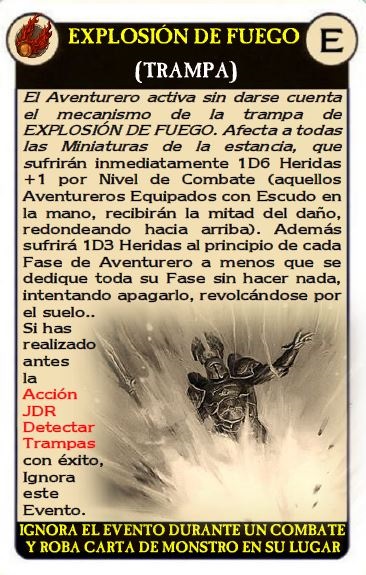 EXPLOSIÓN DE FUEGO
E
(TRAMPA)
El Aventurero activa sin darse cuenta
el mecanismo de la trampa de
EXPLOSIÓN DE FUEGO. Afecta a todas
las Miniaturas de la estancia, que
sufrirán inmediatamente 1D6 Heridas
+1 por Nivel de Combate (aquellos
Aventureros Equipados con Escudo en
la mano, recibirán la mitad del daño,
redondeando hacia arriba). Además
sufrirá 1D3 Heridas al principio de cada
Fase de Aventurero a menos que se
dedique toda su Fase sin hacer nada,
intentando apagarlo, revolcándose por
el suelo..
Si has
realizado
antes
la
Acción
JDR
Detectar
Trampas
con éxito,
Ignora
este
Evento.
IGNORA EL EVENTO DURANTE UN COMBATE
Y ROBA CARTA DE MONSTRO EN SU LUGAR